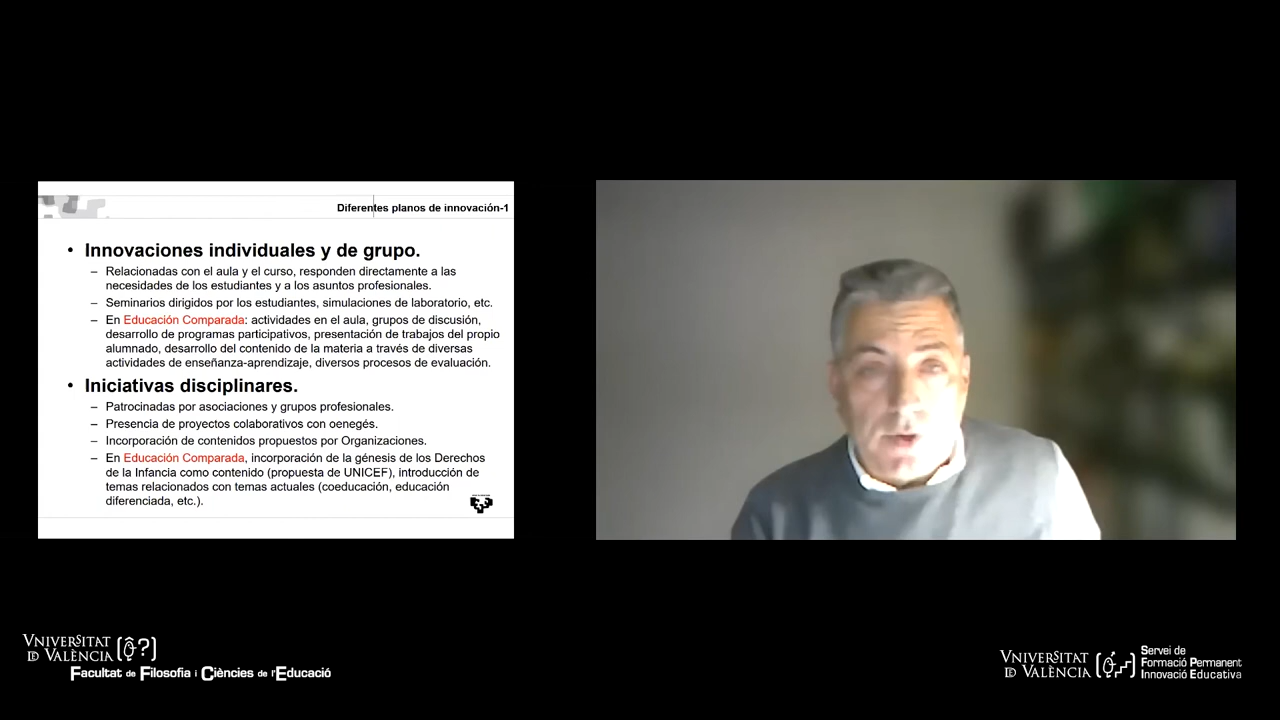 Diferentes planos de innovación-1
• Innovaciones individuales y de grupo.
– Relacionadas con el aula y el curso, responden directamente a las
necesidades de los estudiantes y a los asuntos profesionales.
– Seminarios dirigidos por los estudiantes, simulaciones de laboratorio, etc.
– En Educación Comparada: actividades en el aula, grupos de discusión,
desarrollo de programas participativos, presentación de trabajos del propio
alumnado, desarrollo del contenido de la materia a través de diversas
actividades de enseñanza-aprendizaje, diversos procesos de evaluación.
• Iniciativas disciplinares.
– Patrocinadas por asociaciones y grupos profesionales.
– Presencia de proyectos colaborativos con oenegés.
– Incorporación de contenidos propuestos por Organizaciones.
– En Educación Comparada, incorporación de la génesis de los Derechos
de la Infancia como contenido (propuesta de UNICEF), introducción de
temas relacionados con temas actuales (coeducación, educación
diferenciada, etc.).
VNIVERSITAT
ID VALÈNCIA
Facultat de Filosofia i Ciències de l'Educació
VNIVERSITAT
ID VALÈNCIA
Servei de
Formació Permanent
Innovació Educativa